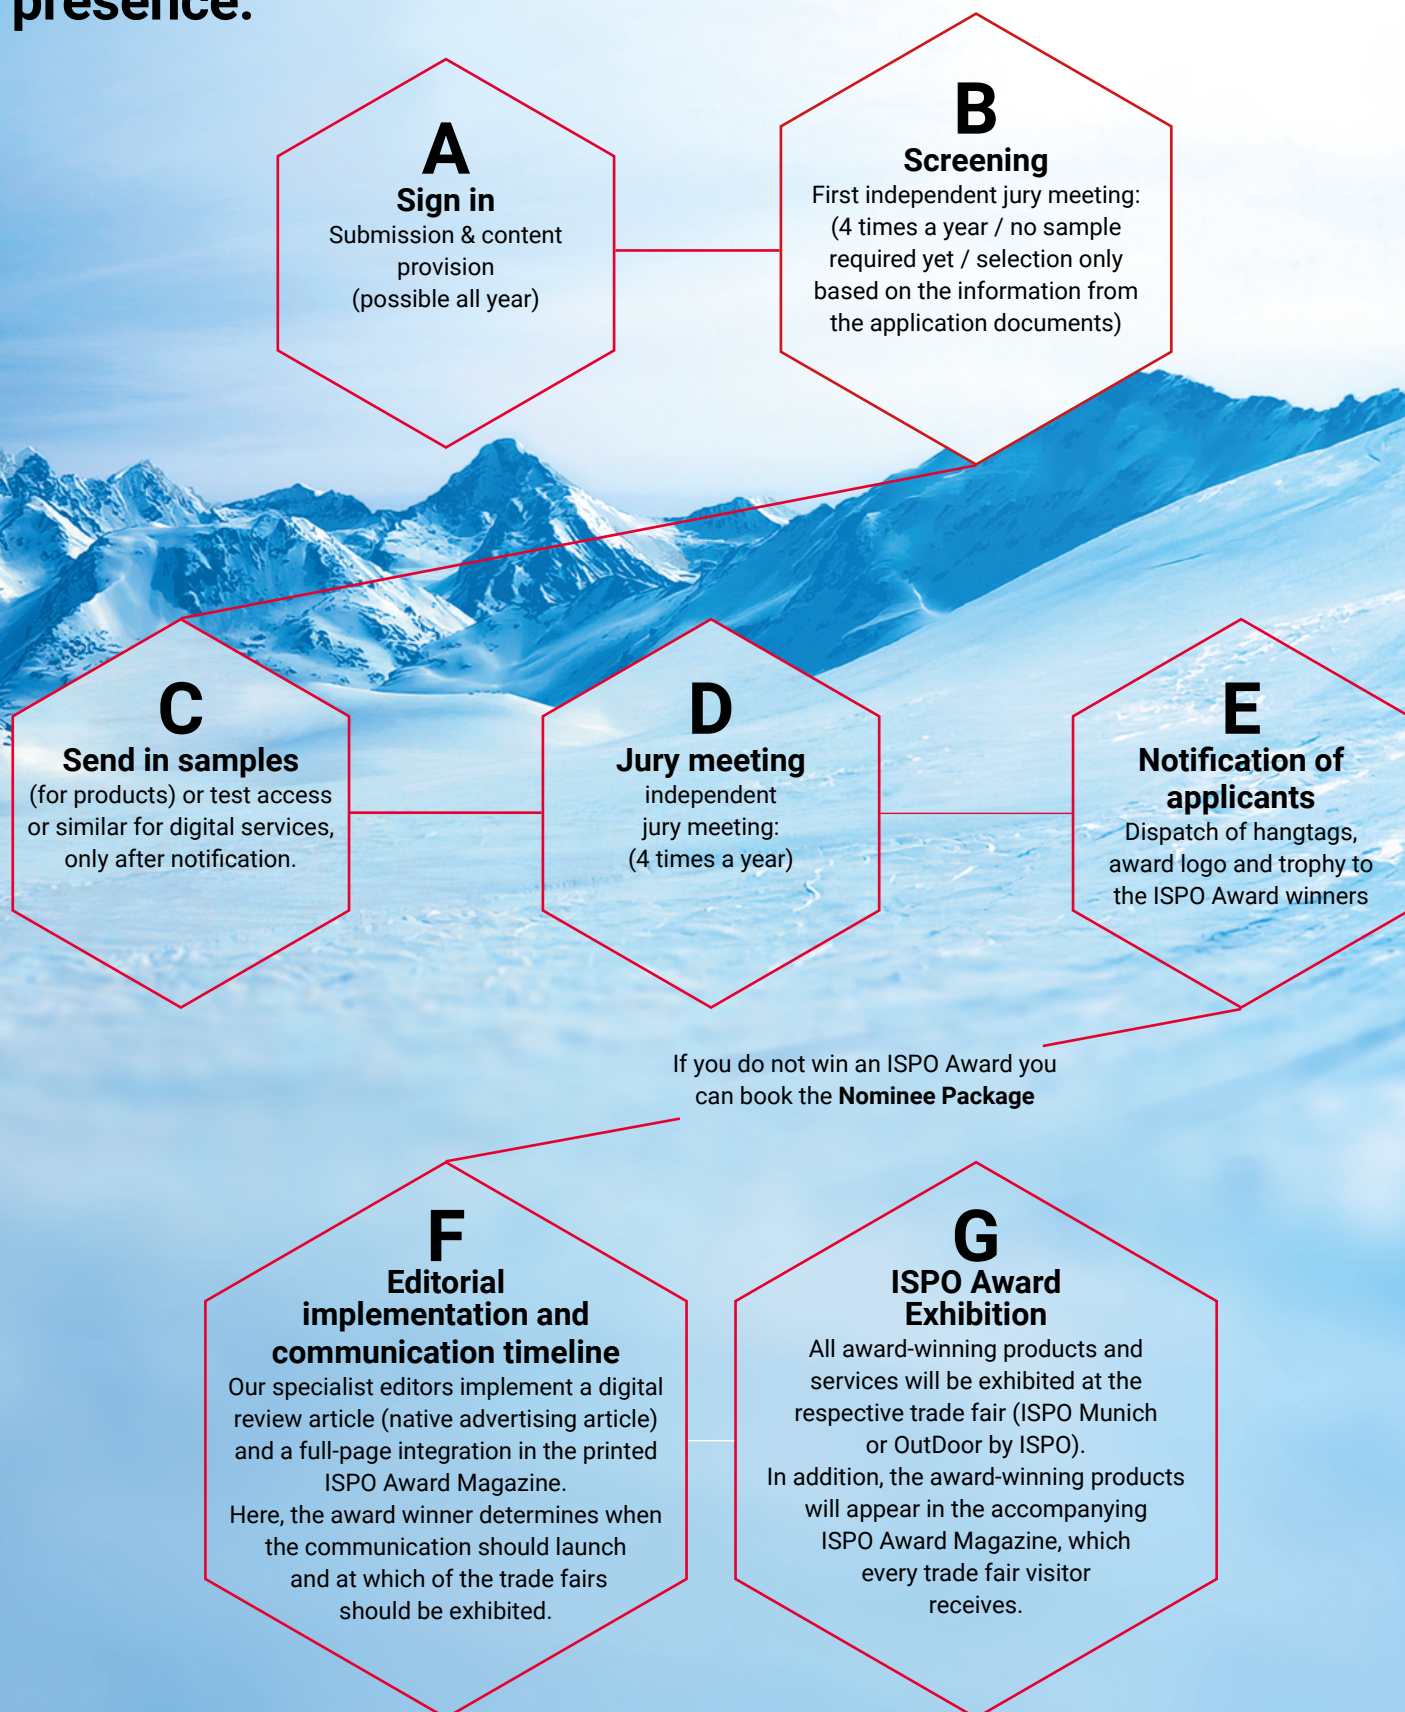 presence.
A
Sign in
Submission & content
provision
(possible all year)
B
Screening
First independent jury meeting:
(4 times a year / no sample
required yet / selection only
based on the information from
the application documents)
C
Send in samples
(for products) or test access
or similar for digital services,
only after notification.
D
Jury meeting
independent
jury meeting:
(4 times a year)
E
Notification of
applicants
Dispatch of hangtags,
award logo and trophy to
the ISPO Award winners
If you do not win an ISPO Award you
can book the Nominee Package
F
Editorial
implementation and
communication timeline
Our specialist editors implement a digital
review article (native advertising article)
and a full-page integration in the printed
ISPO Award Magazine.
Here, the award winner determines when
the communication should launch
and at which of the trade fairs
should be exhibited.
G
ISPO Award
Exhibition
All award-winning products and
services will be exhibited at the
respective trade fair (ISPO Munich
or OutDoor by ISPO).
In addition, the award-winning products
will appear in the accompanying
ISPO Award Magazine, which
every trade fair visitor
receives.